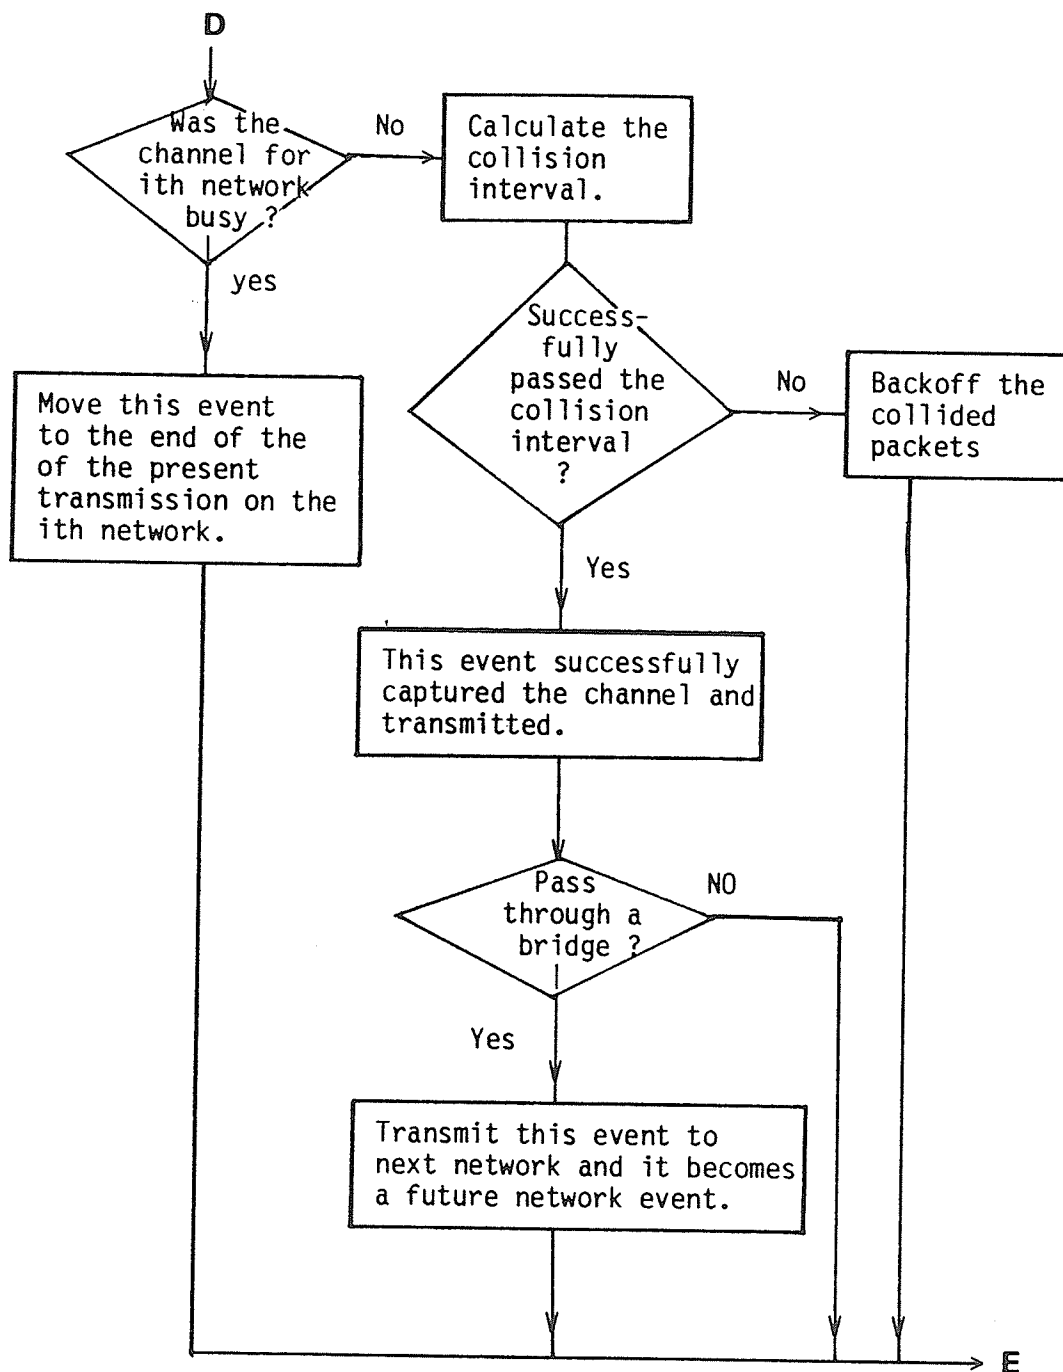 D
Was the
channel for
ith network
busy ?
No
Calculate the
collision
interval.
yes
Success-
fully
passed the
collision
interval
?
No
Backoff the
collided
packets
Move this event
to the end of the
of the present
transmission on the
ith network.
Yes
This event successfully
captured the channel and
transmitted.
Pass
through a
bridge ?
NO
Yes
Transmit this event to
next network and it becomes
a future network event.
E